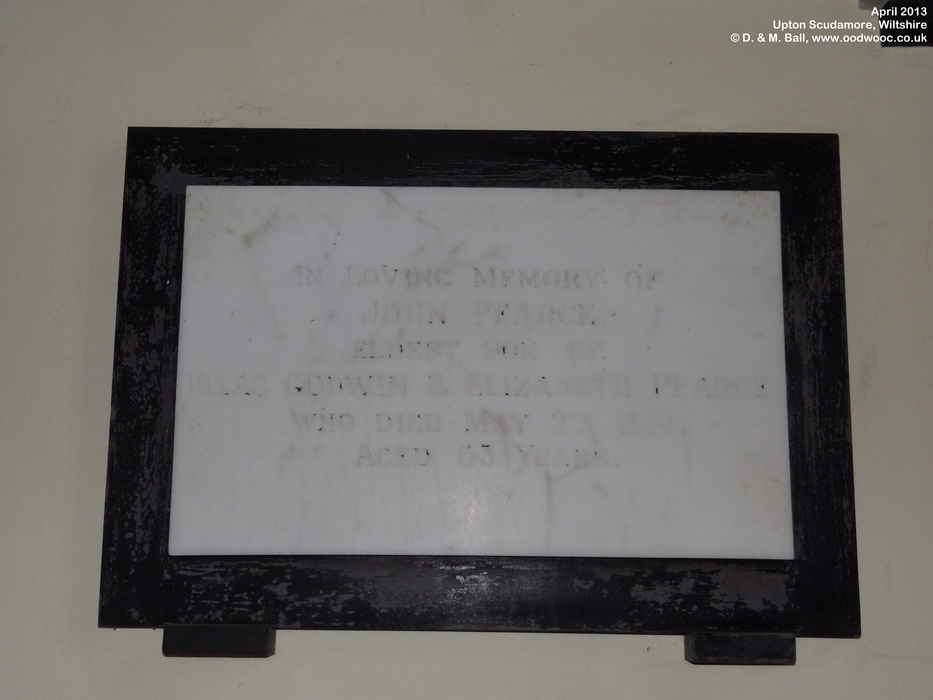 April 2013
Upton Scudamore, Wiltshire
© D. & M. Ball, www.oodwooc.co.uk
IN LOVING MEMORY OF
JOHN PEARCE,
ELDEST SON OF
ISAAC GODWIN & ELIZABETH PEARCE
WHO DIED MAY
AGED 63 YEARS.